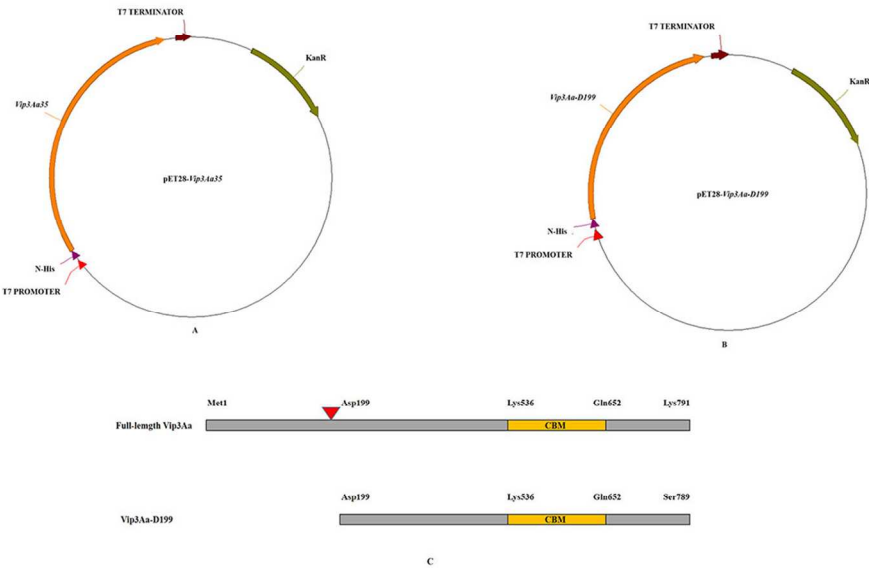 T7 TERMINATOR
KanR
Vip3Aa35
pET28-Vip3Aa35
N-His
T7 PROMOTER
A
T7 TERMINATOR
KanR
Vip3Aa-D199
pET28-Vip3Aa-D199
N-His
T7 PROMOTER
B
Met1 Asp199 Lys536 Gln652 Lys791
Full-length Vip3Aa CBM
Asp199 Lys536 Gln652 Ser789
Vip3Aa-D199 CBM
C